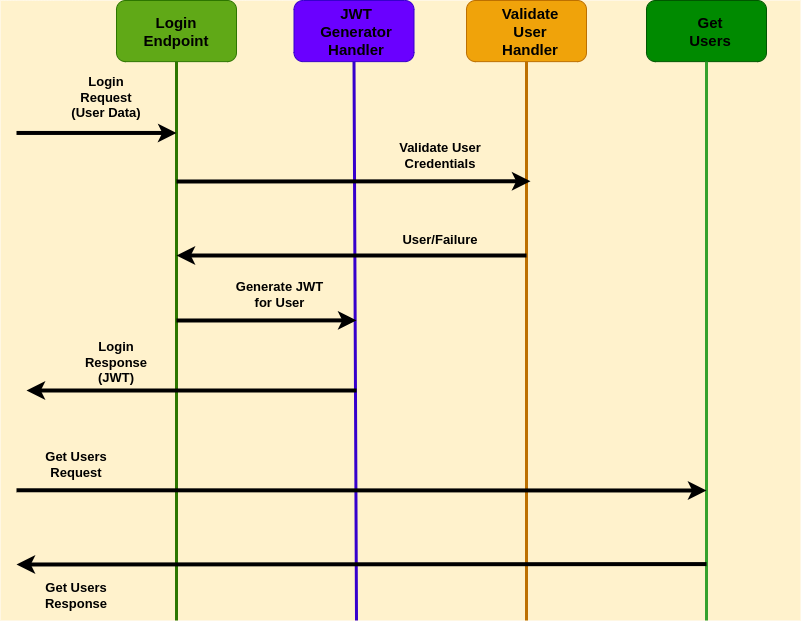 Login
Endpoint
JWT
Generator
Handler
Validate
User
Handler
Get
Users
Login
Request
(User Data)
Validate User
Credentials
User/Failure
Generate JWT
for User
Login
Response
(JWT)
Get Users
Request
Get Users
Response